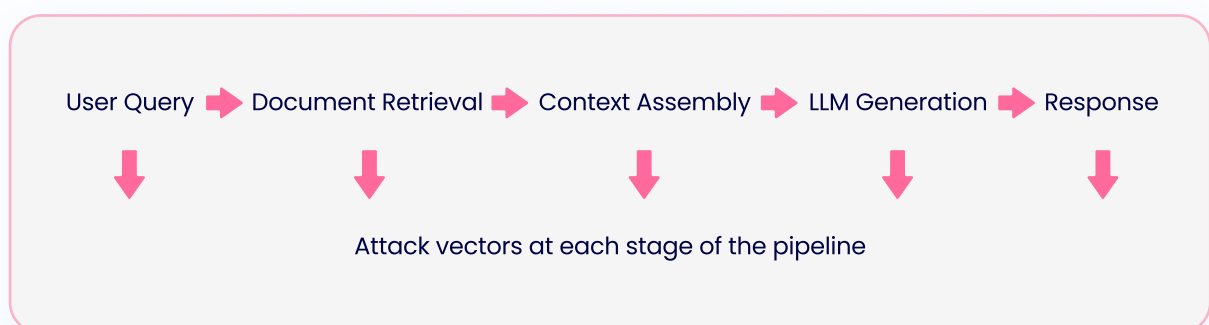 User Query Document Retrieval Context Assembly LLM Generation Response
Attack vectors at each stage of the pipeline